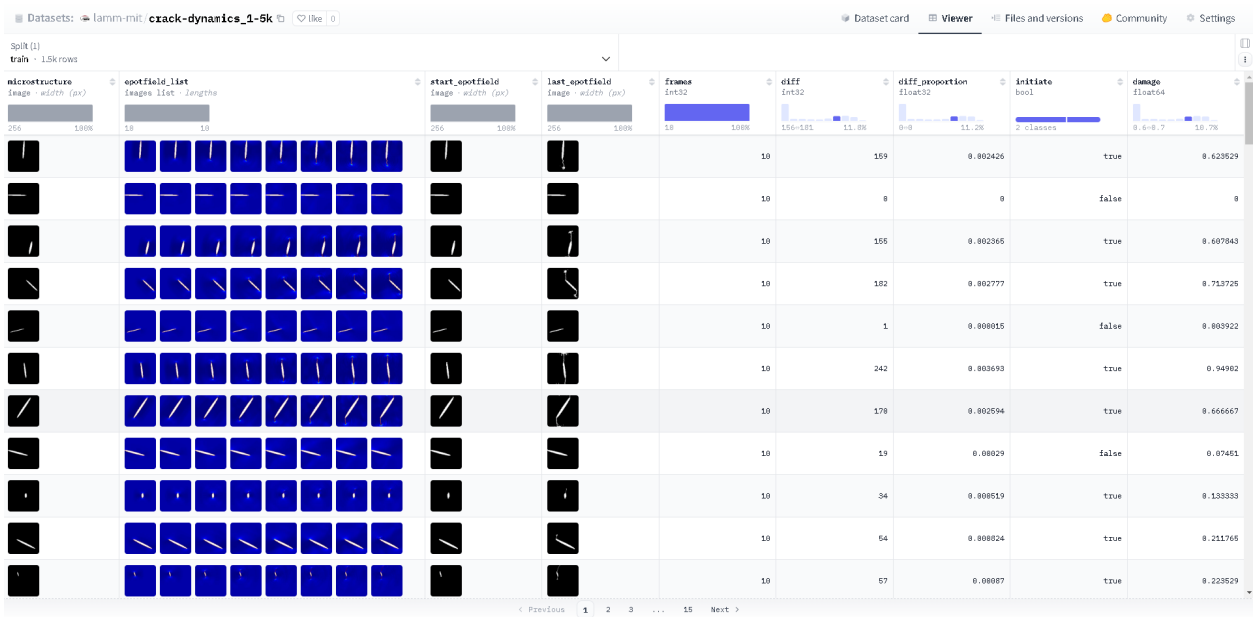 Datasets: lamm-mit/crack-dynamics_1-5k like 0 Dataset card Viewer Files and versions Community Settings
Split (1)
train · 1.5k rows
microstructure epotfield_list start_epotfield last_epotfield frames diff diff_proportion initiate damage
image · width (px) images list · lengths image · width (px) image · width (px) int32 int32 float32 bool float64
256 100% 10 10 256 100% 256 100% 10 100% 156~181 11.8% 0~0 11.2% 2 classes 0.6~0.7 10.7%
10 159 0.002426 true 0.623529
10 0 0 false 0
10 155 0.002365 true 0.607843
10 182 0.002777 true 0.713725
10 1 0.000015 false 0.003922
10 242 0.003693 true 0.94902
10 170 0.002594 true 0.666667
10 19 0.00029 false 0.07451
10 34 0.000519 true 0.133333
10 54 0.000824 true 0.211765
10 57 0.00087 true 0.223529
< Previous 1 2 3 ... 15 Next >